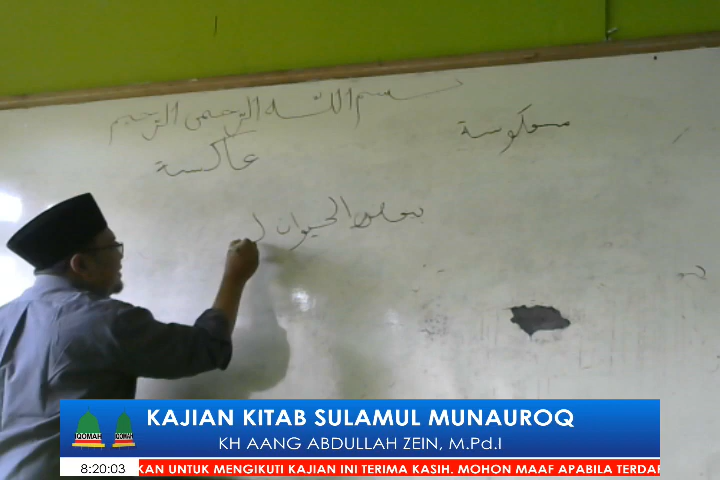 بسم الله الرحمن الرحيم
معكوسة
عاكسة
بعض الحيوان ل
KAJIAN KITAB SULAMUL MUNAUROQ
KH AANG ABDULLAH ZEIN, M.Pd.I
IQOMAH
8:20:03
KAN UNTUK MENGIKUTI KAJIAN INI TERIMA KASIH. MOHON MAAF APABILA TERDAP